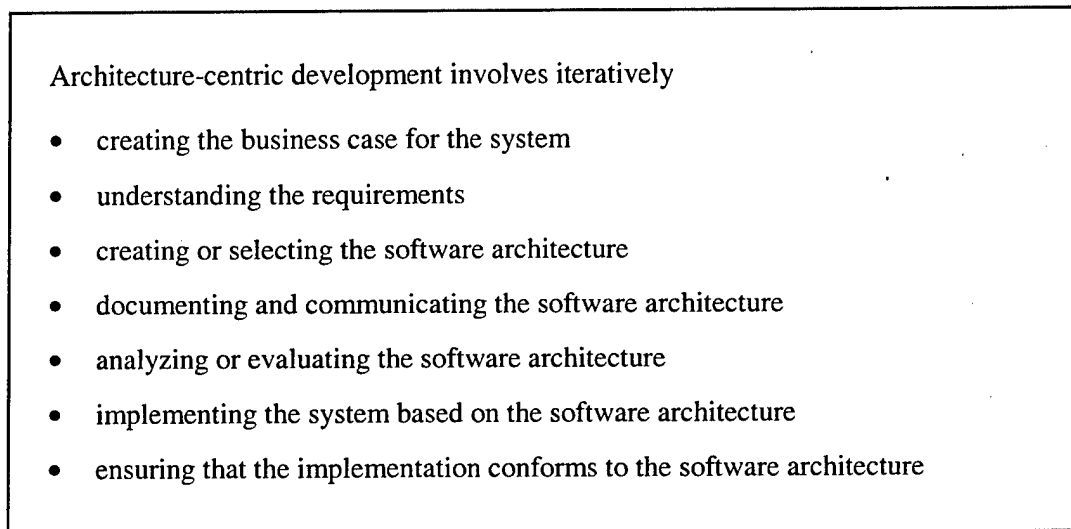 Architecture-centric development involves iteratively
• creating the business case for the system
• understanding the requirements
• creating or selecting the software architecture
• documenting and communicating the software architecture
• analyzing or evaluating the software architecture
• implementing the system based on the software architecture
• ensuring that the implementation conforms to the software architecture